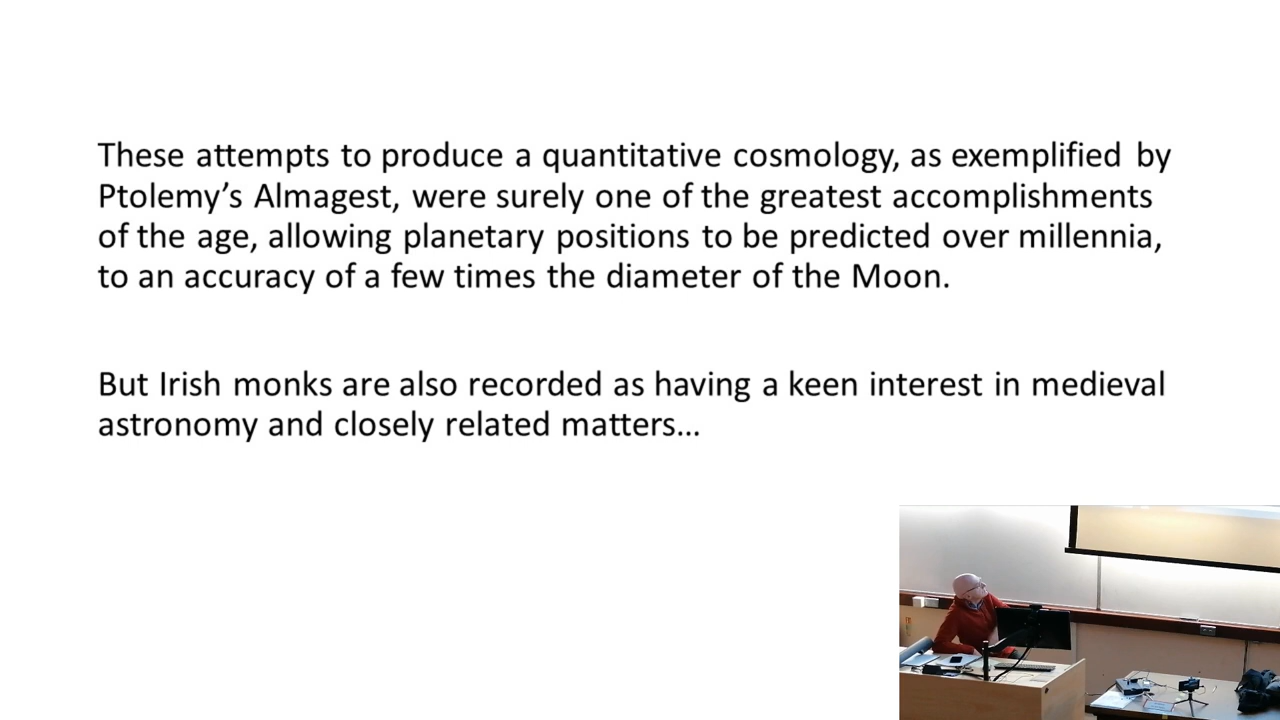 These attempts to produce a quantitative cosmology, as exemplified by
Ptolemy’s Almagest, were surely one of the greatest accomplishments
of the age, allowing planetary positions to be predicted over millennia,
to an accuracy of a few times the diameter of the Moon.
But Irish monks are also recorded as having a keen interest in medieval
astronomy and closely related matters...